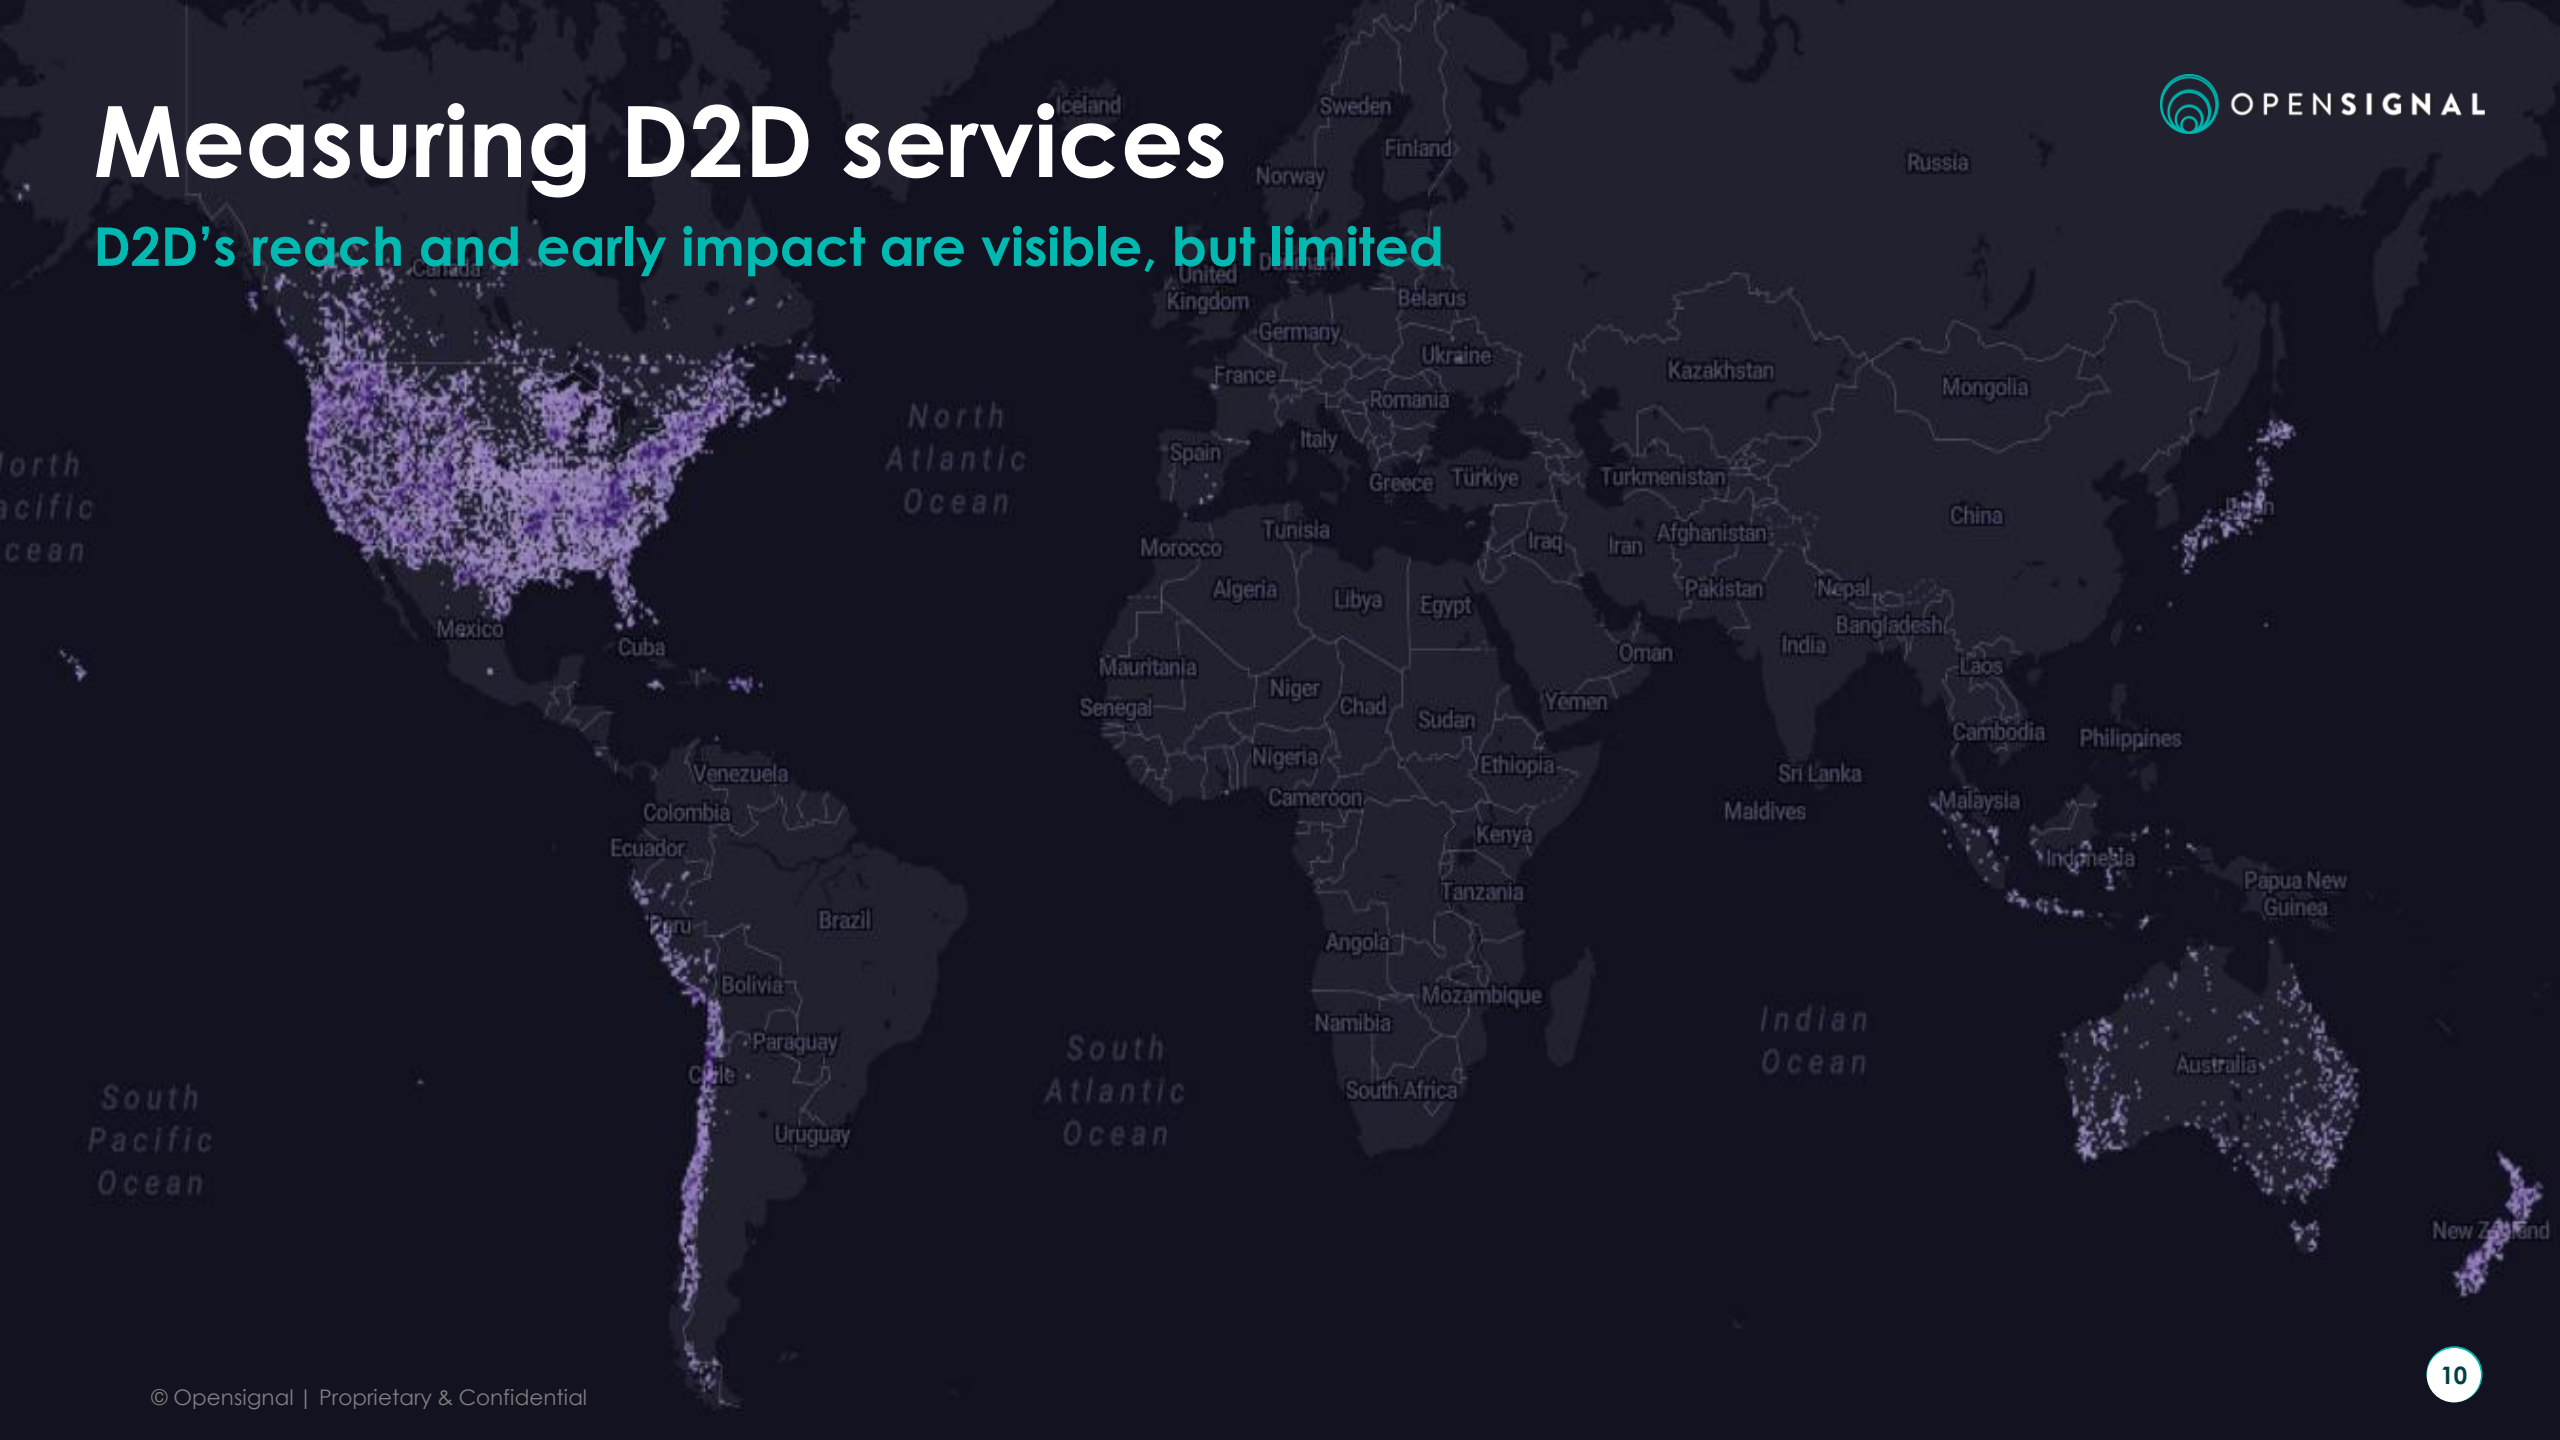 Measuring D2D services
D2D's reach and early impact are visible, but limited
OPENSIGNAL
Iceland
Sweden
Finland
Norway
Russia
Canada
Denmark
United
Kingdom
Belarus
Germany
Ukraine
France
Kazakhstan
Mongolia
Romania
North
Atlantic
Ocean
Italy
Spain
Greece
Türkiye
Turkmenistan
China
Tunisia
Morocco
Iraq
Iran
Afghanistan
Algeria
Libya
Egypt
Pakistan
Nepal
Bangladesh
India
Mexico
Cuba
Oman
Mauritania
Laos
Niger
Chad
Sudan
Yemen
Senegal
Cambodia
Philippines
Nigeria
Ethiopia
Venezuela
Sri Lanka
Cameroon
Colombia
Maldives
Malaysia
Kenya
Ecuador
Indonesia
Tanzania
Papua New
Guinea
Peru
Brazil
Angola
Bolivia
Mozambique
Namibia
Indian
Ocean
Paraguay
Chile
South
Atlantic
Ocean
South Africa
Australia
South
Pacific
Ocean
Uruguay
New Zealand
© Opensignal | Proprietary & Confidential
10